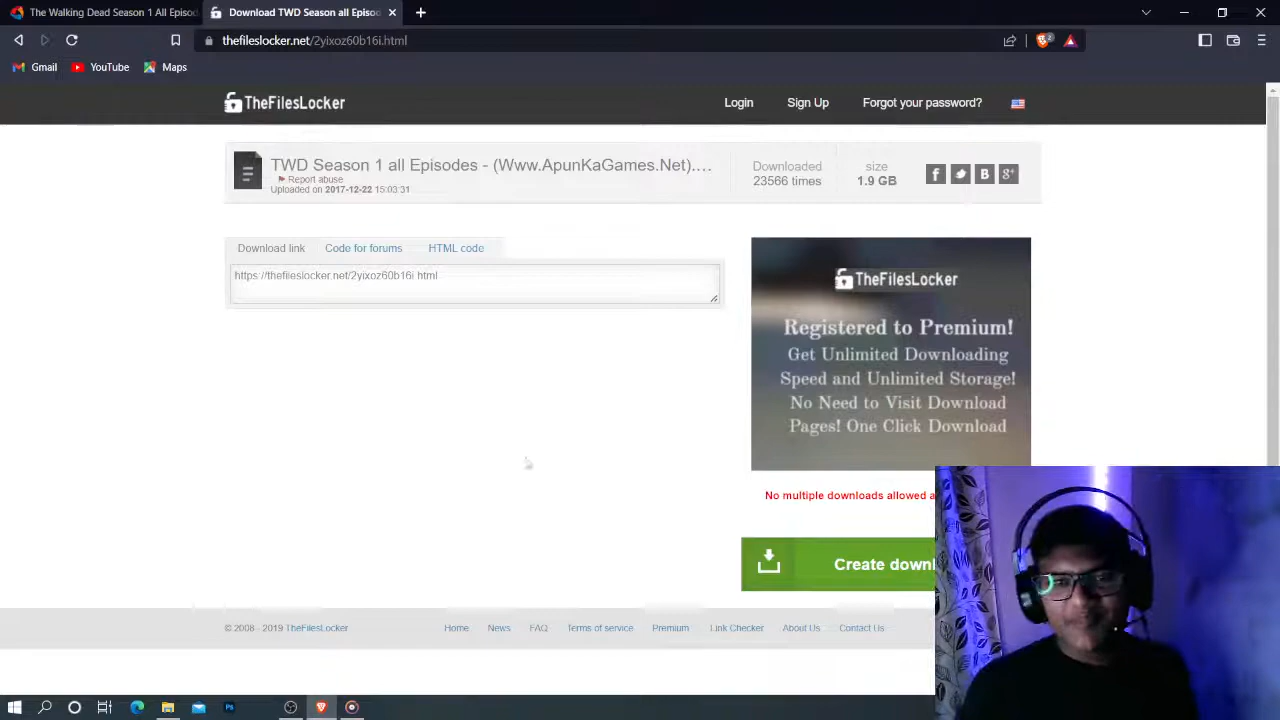 The Walking Dead Season 1 All Episod
Download TWD Season all Episo
thefileslocker.net/2yixoz60b16i.html
2
Gmail
YouTube
Maps
TheFilesLocker
Login
Sign Up
Forgot your password?
TWD Season 1 all Episodes - (Www.ApunKaGames.Net)....
Report abuse
Uploaded on 2017-12-22 15:03:31
Downloaded
23566 times
size
1.9 GB
Download link
Code for forums
HTML code
https://thefileslocker.net/2yixoz60b16i.html
TheFilesLocker
Registered to Premium!
Get Unlimited Downloading
Speed and Unlimited Storage!
No Need to Visit Download
Pages! One Click Download
No multiple downloads allowed a
Create downl
© 2008 - 2019 TheFilesLocker
Home
News
FAQ
Terms of service
Premium
Link Checker
About Us
Contact Us